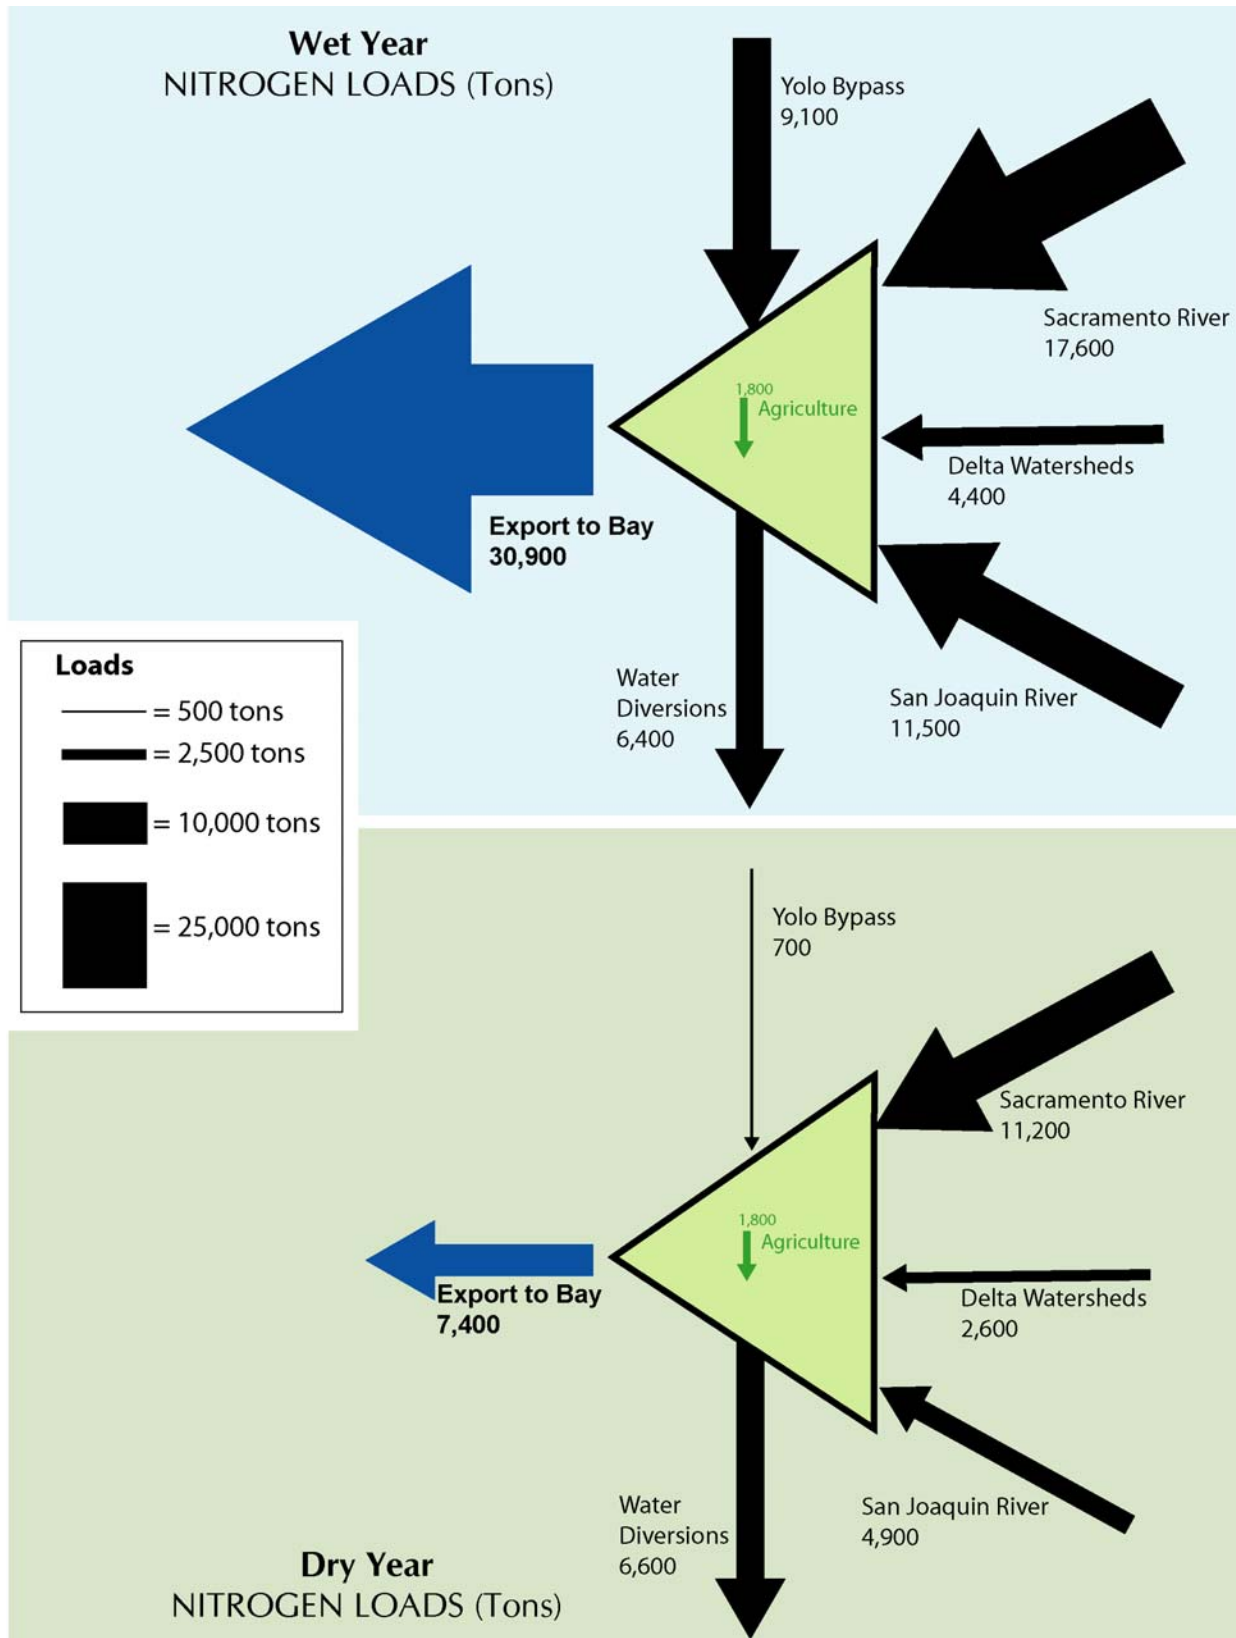 Wet Year
NITROGEN LOADS (Tons)
Yolo Bypass
9,100
Sacramento River
17,600
1,800
Agriculture
Delta Watersheds
4,400
Export to Bay
30,900
Water
Diversions
6,400
San Joaquin River
11,500
Loads
= 500 tons
= 2,500 tons
= 10,000 tons
= 25,000 tons
Yolo Bypass
700
Sacramento River
11,200
1,800
Agriculture
Delta Watersheds
2,600
Export to Bay
7,400
Water
Diversions
6,600
San Joaquin River
4,900
Dry Year
NITROGEN LOADS (Tons)